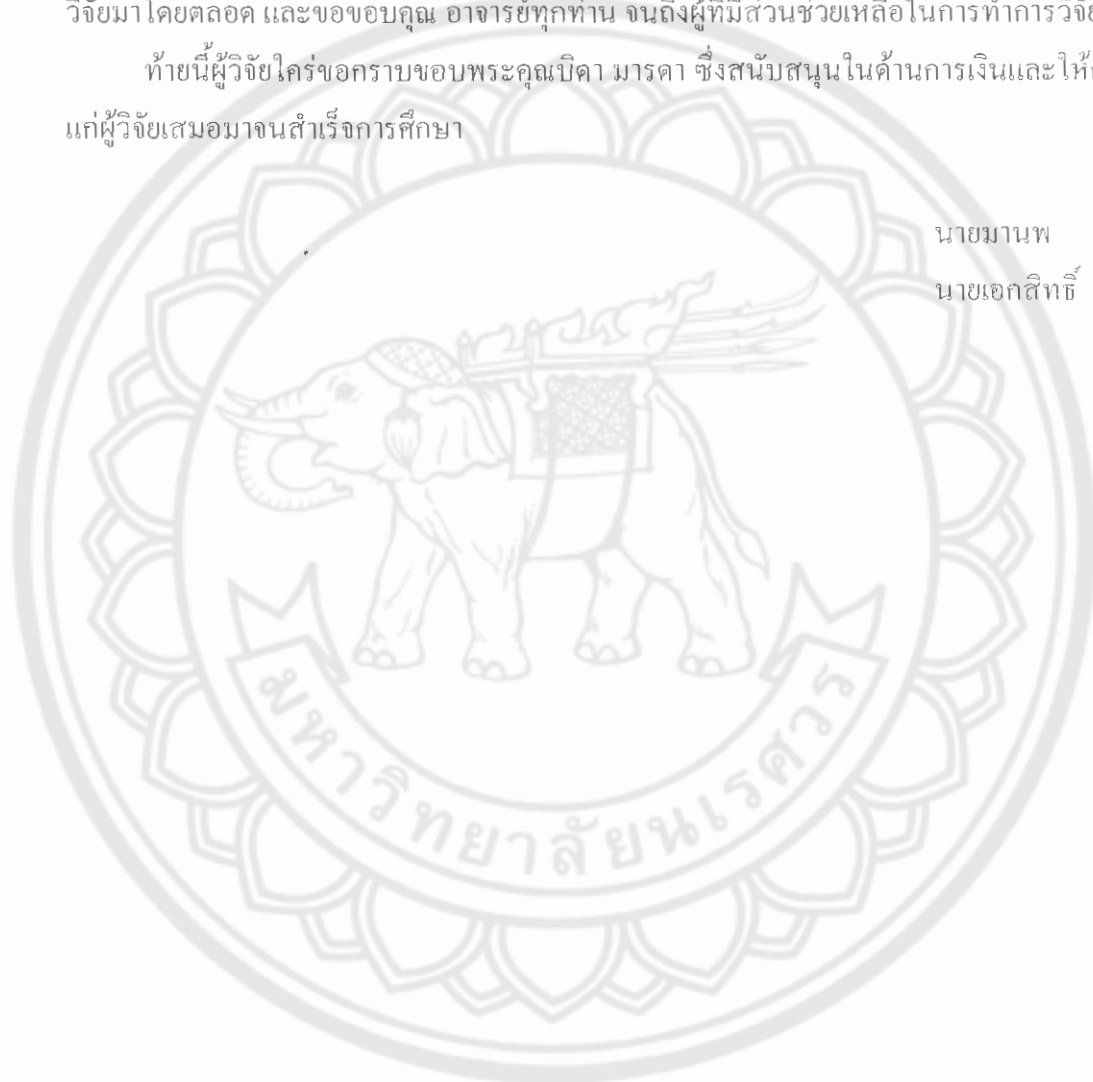 วิจัยมาโดยตลอด และขอขอบคุณ อาจารย์ทุกท่าน จนถึงผู้ที่มีส่วนช่วยเหลือในการทำการวิจัย
ท้ายนี้ผู้วิจัยใคร่ขอกราบขอบพระคุณบิดา มารดา ซึ่งสนับสนุนในด้านการเงินและให้
แก่ผู้วิจัยเสมอมาจนสำเร็จการศึกษา
นายมานพ
นายเอกสิทธิ์
มหาวิทยาลัยนเรศวร